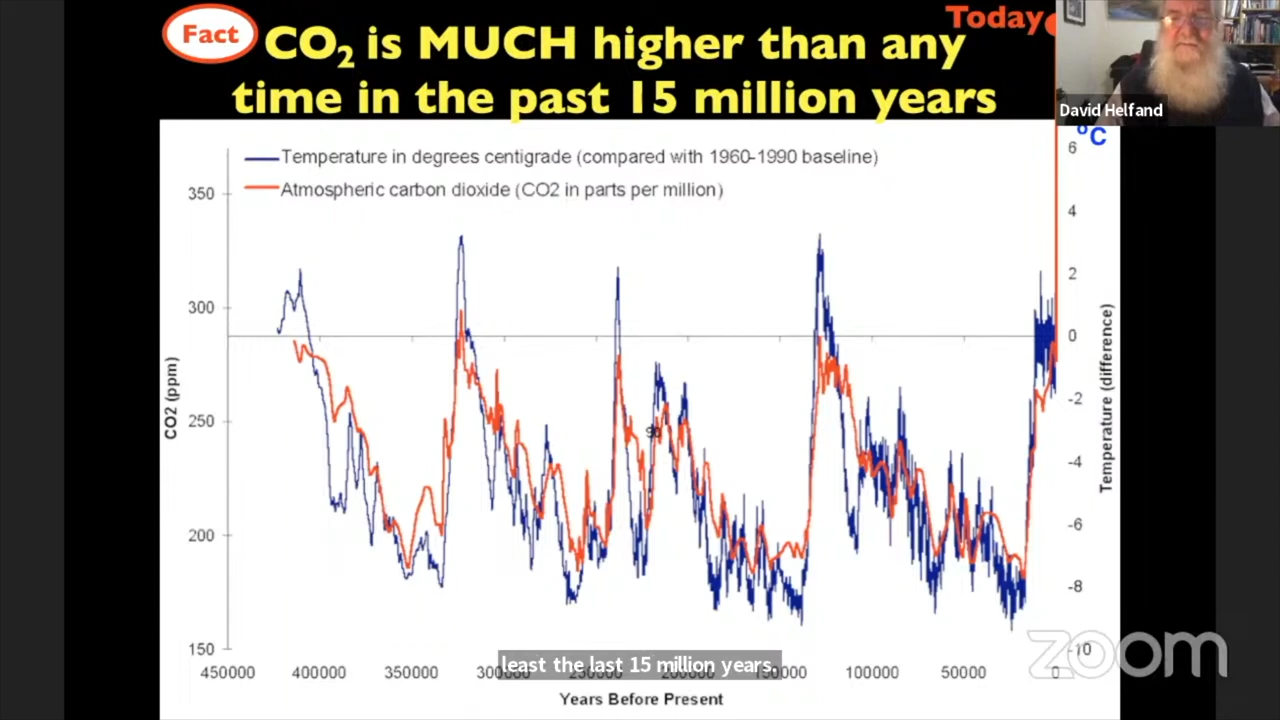 Fact
Today
CO2 is MUCH higher than any
time in the past 15 million years
David Helfand
°C
Temperature in degrees centigrade (compared with 1960-1990 baseline)
Atmospheric carbon dioxide (CO2 in parts per million)
350
300
250
200
150
CO2 (ppm)
6
4
2
0
-2
-4
-6
-8
-10
Temperature (difference)
least the last 15 million years.
450000 400000 350000 300000 250000 200000 150000 100000 50000 0
Years Before Present
zoom